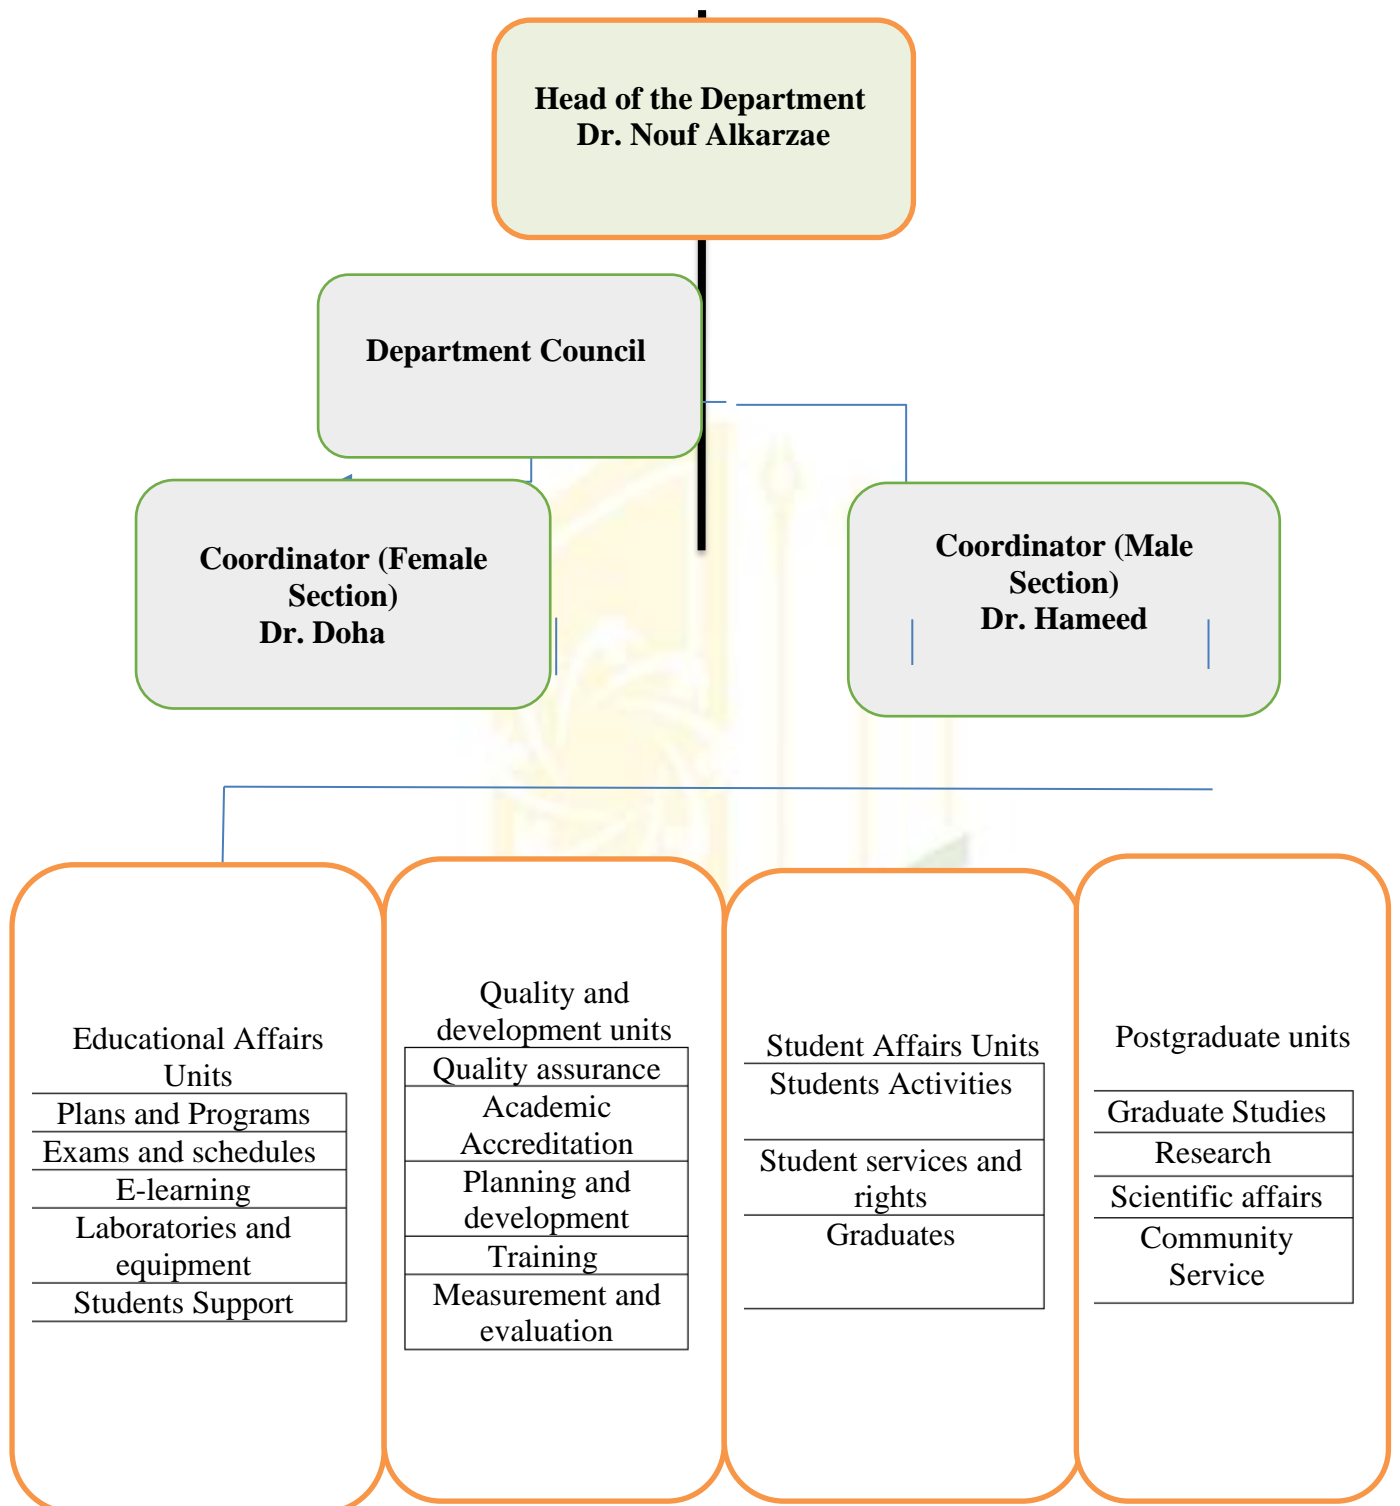 Head of the Department
Dr. Nouf Alkarzae
Department Council
Coordinator (Female
Section)
Dr. Doha
Coordinator (Male
Section)
Dr. Hameed
Educational Affairs
Units
Plans and Programs
Exams and schedules
E-learning
Laboratories and
equipment
Students Support
Quality and
development units
Quality assurance
Academic
Accreditation
Planning and
development
Training
Measurement and
evaluation
Student Affairs Units
Students Activities
Student services and
rights
Graduates
Postgraduate units
Graduate Studies
Research
Scientific affairs
Community
Service